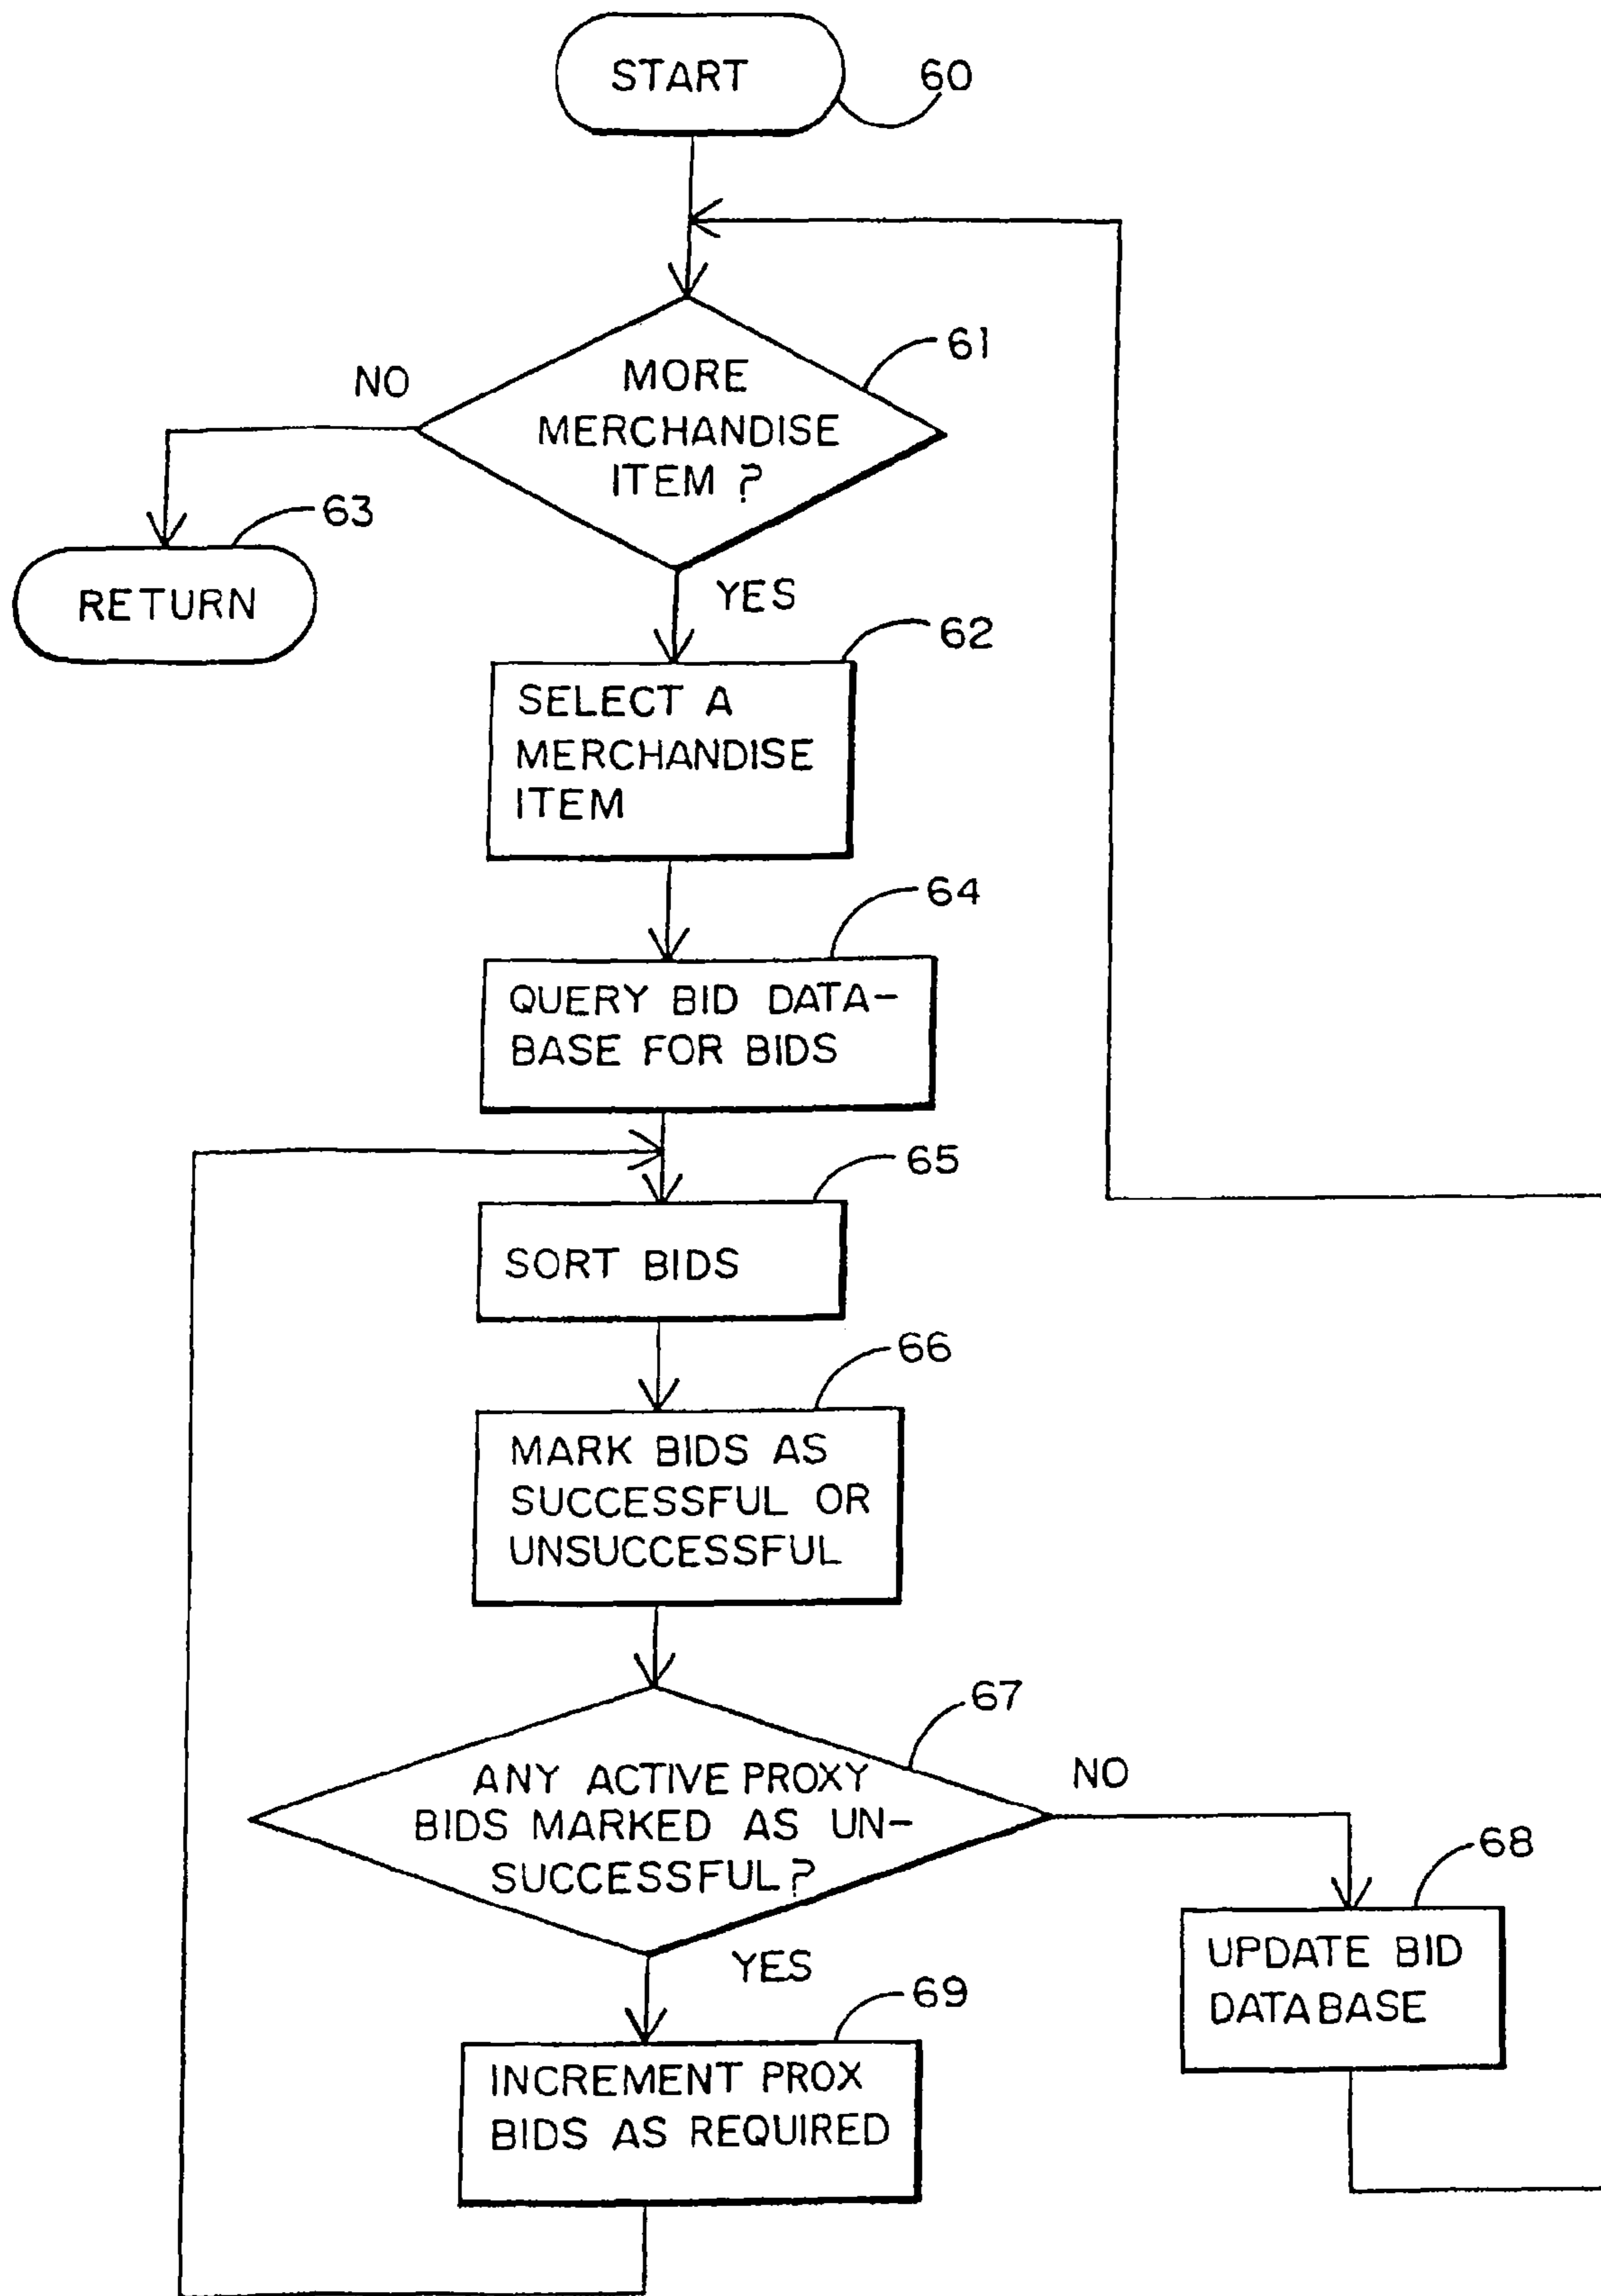 START
60
61
NO
MORE
MERCHANDISE
ITEM ?
63
RETURN
YES
62
SELECT A
MERCHANDISE
ITEM
64
QUERY BID DATA-
BASE FOR BIDS
65
SORT BIDS
66
MARK BIDS AS
SUCCESSFUL OR
UNSUCCESSFUL
67
NO
ANY ACTIVE PROXY
BIDS MARKED AS UN-
SUCCESSFUL?
68
YES
UPDATE BID
DATABASE
69
INCREMENT PROX
BIDS AS REQUIRED